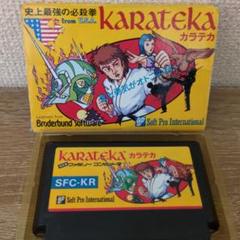 史上最強の必殺拳
from U.S.A.
KARATEKA
カラテカ
Broderbund Software
Soft Pro International
KARATEKA
カラテカ
SFC-KR
Soft Pro International